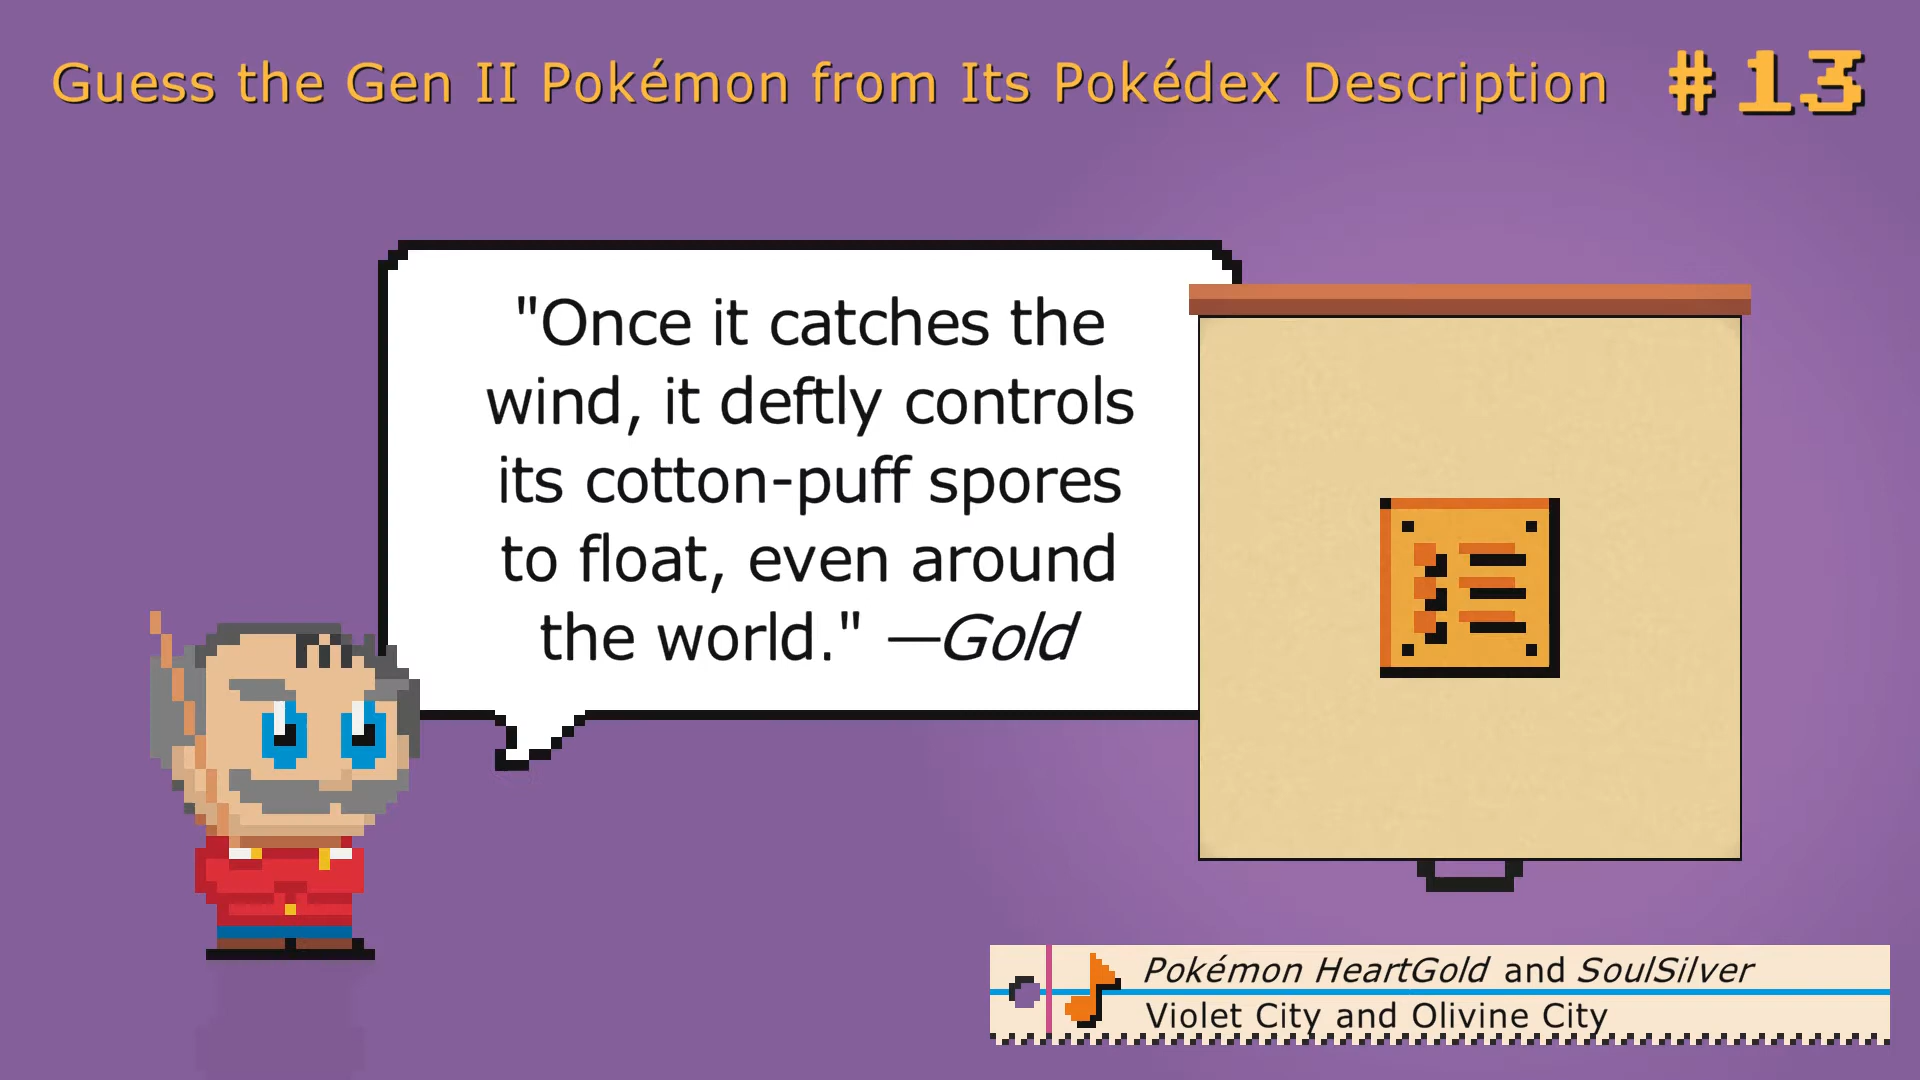 Guess the Gen II Pokémon from Its Pokédex Description # 13
"Once it catches the
wind, it deftly controls
its cotton-puff spores
to float, even around
the world." —Gold
Pokémon HeartGold and SoulSilver
Violet City and Olivine City